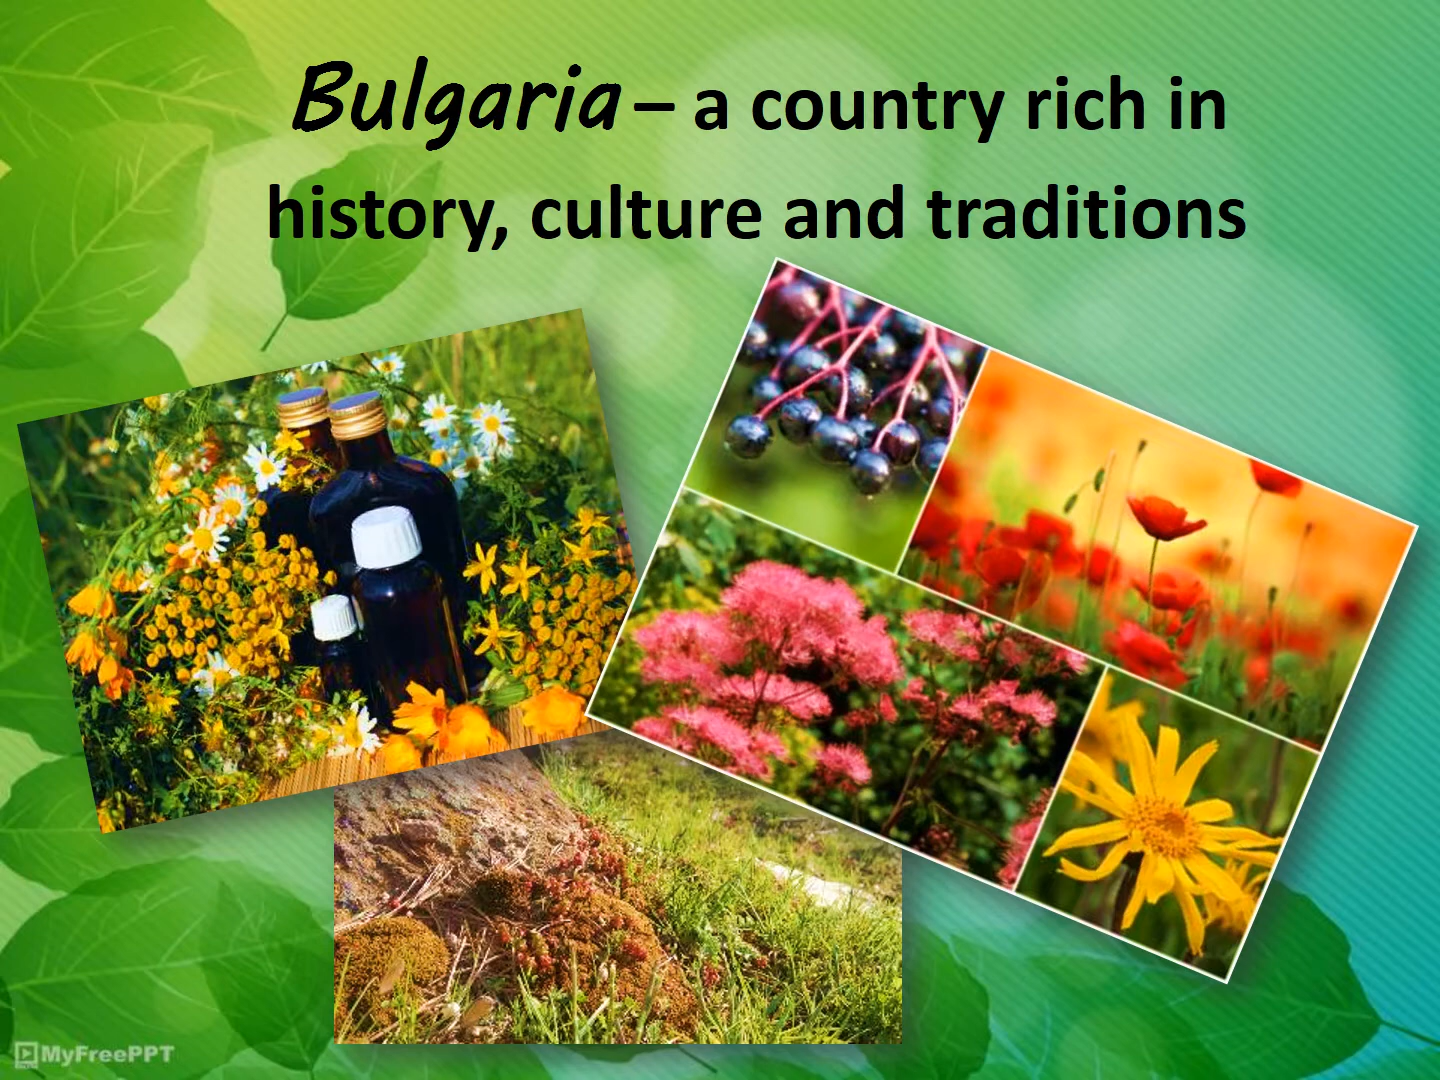 Bulgaria – a country rich in
history, culture and traditions
MyFreePPT